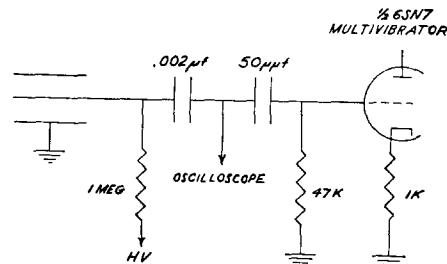 ½ 6SN7
MULTIVIBRATOR
.002μf
50μμf
1 MEG
OSCILLOSCOPE
47K
1K
HV